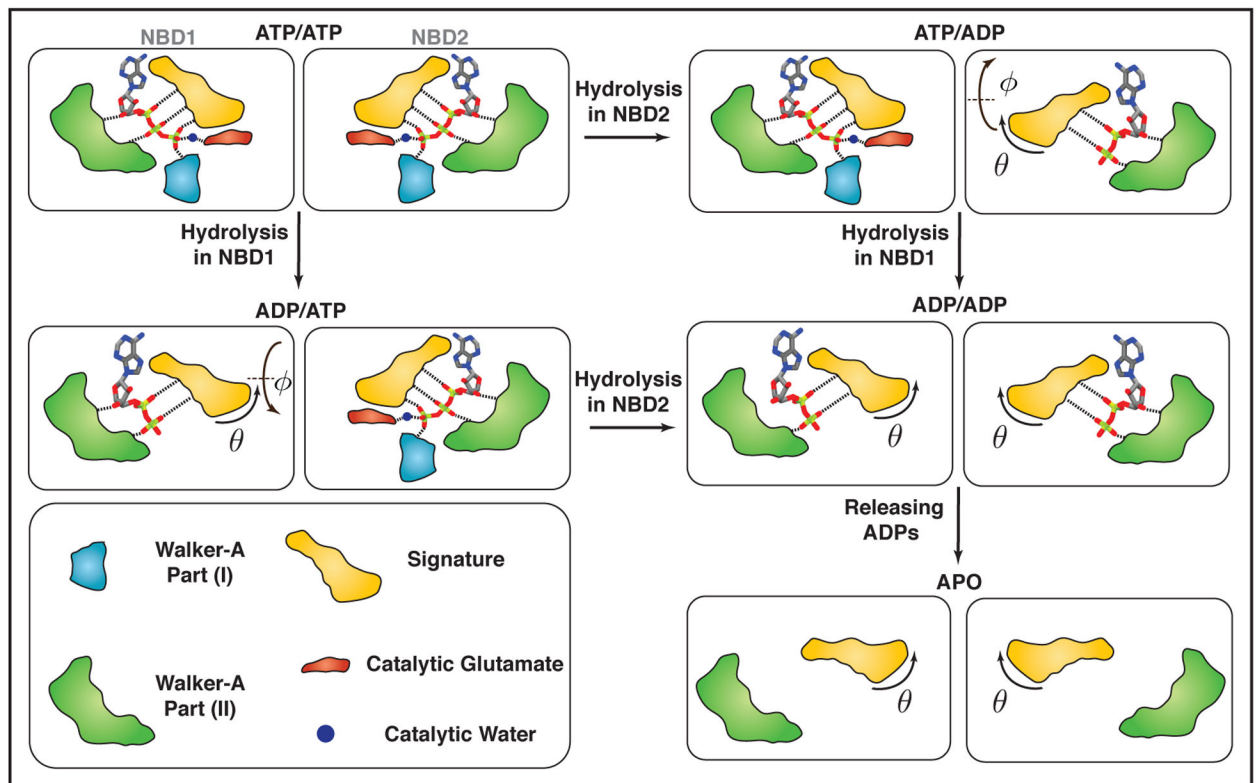 ATP/ATP
NBD1
NBD2
Hydrolysis
in NBD2
ATP/ADP
ϕ
θ
Hydrolysis
in NBD1
Hydrolysis
in NBD1
ADP/ATP
ϕ
θ
Hydrolysis
in NBD2
ADP/ADP
θ
θ
Releasing
ADPs
APO
θ
θ
Walker-A
Part (I)
Signature
Walker-A
Part (II)
Catalytic Glutamate
Catalytic Water